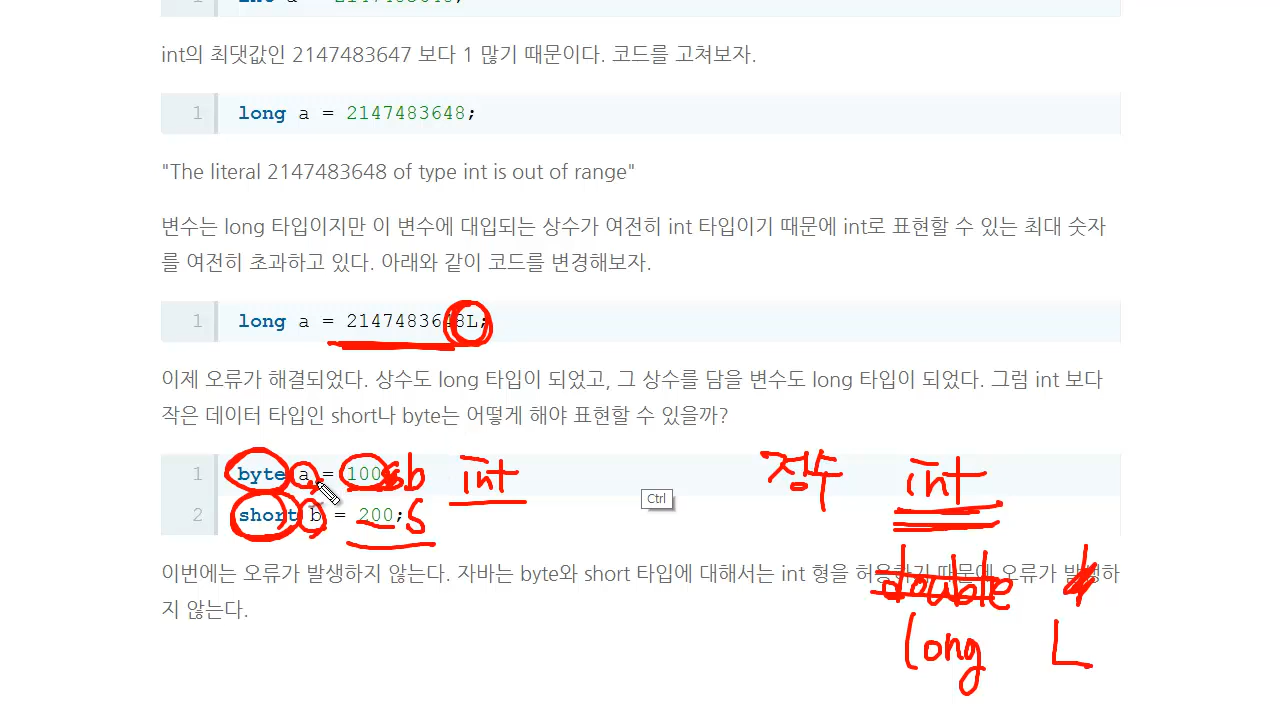 int a = 2147483648;
int의 최댓값인 2147483647 보다 1 많기 때문이다. 코드를 고쳐보자.
1 long a = 2147483648;
"The literal 2147483648 of type int is out of range"
변수는 long 타입이지만 이 변수에 대입되는 상수가 여전히 int 타입이기 때문에 int로 표현할 수 있는 최대 숫자
를 여전히 초과하고 있다. 아래와 같이 코드를 변경해보자.
1 long a = 2147483648L;
이제 오류가 해결되었다. 상수도 long 타입이 되었고, 그 상수를 담을 변수도 long 타입이 되었다. 그럼 int 보다
작은 데이터 타입인 short나 byte는 어떻게 해야 표현할 수 있을까?
1 byte a = 100 b int 정수 int
Ctrl
2 short b = 200; S
이번에는 오류가 발생하지 않는다. 자바는 byte와 short 타입에 대해서는 int 형을 허용하기 때문에 오류가 발생하
double
지 않는다.
long L